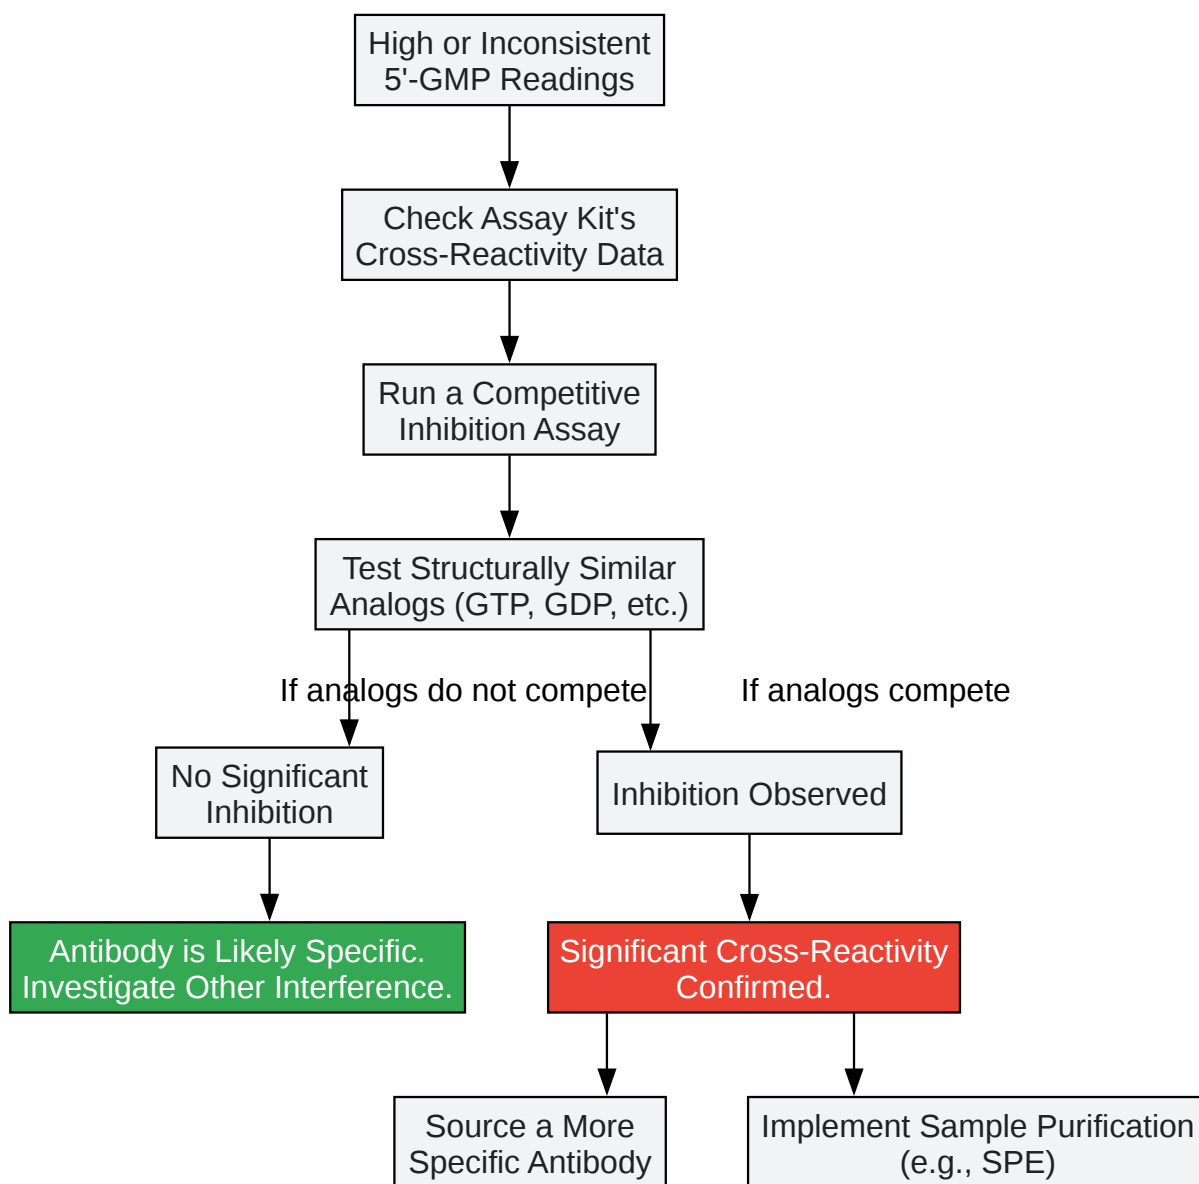 High or Inconsistent
5'-GMP Readings
Check Assay Kit's
Cross-Reactivity Data
Run a Competitive
Inhibition Assay
Test Structurally Similar
Analogs (GTP, GDP, etc.)
If analogs do not compete
If analogs compete
No Significant
Inhibition
Inhibition Observed
Antibody is Likely Specific.
Investigate Other Interference.
Significant Cross-Reactivity
Confirmed.
Source a More
Specific Antibody
Implement Sample Purification
(e.g., SPE)